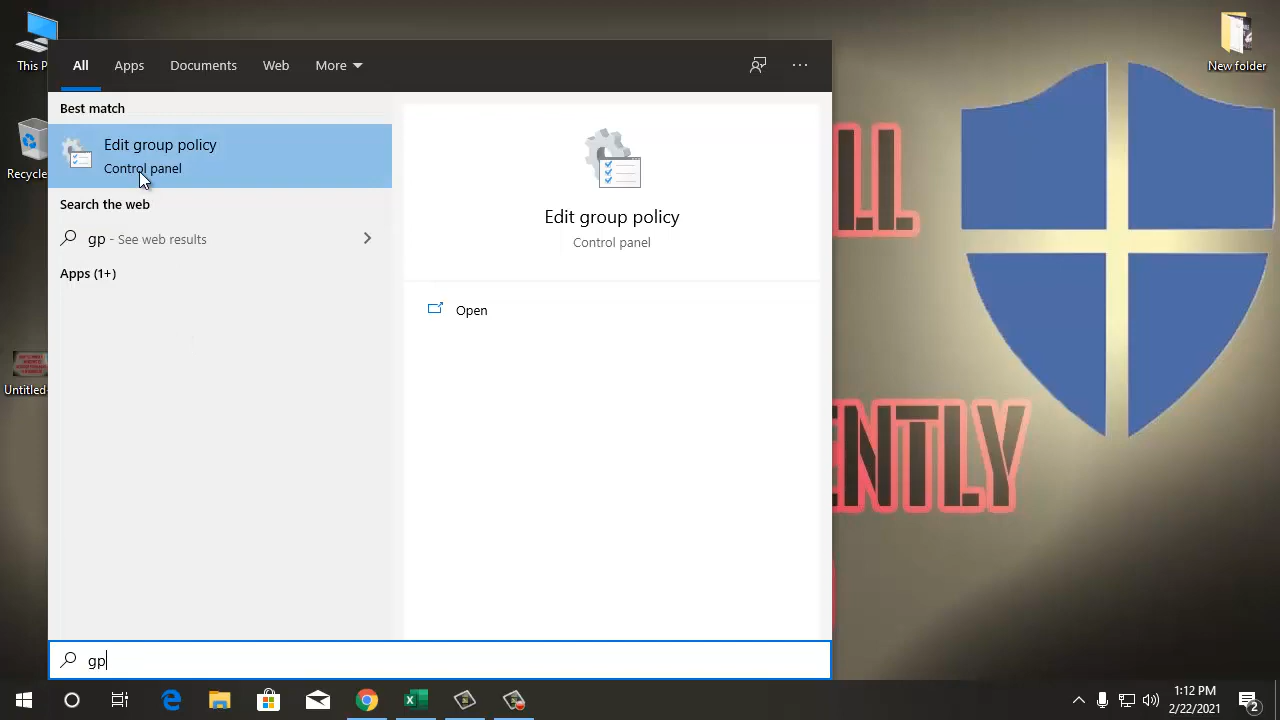 This P
Recycle
Untitled-
New folder
All
Apps
Documents
Web
More
Best match
Edit group policy
Control panel
Search the web
gp - See web results
Apps (1+)
Edit group policy
Control panel
Open
gp
ENTLY
1:12 PM
2/22/2021
2